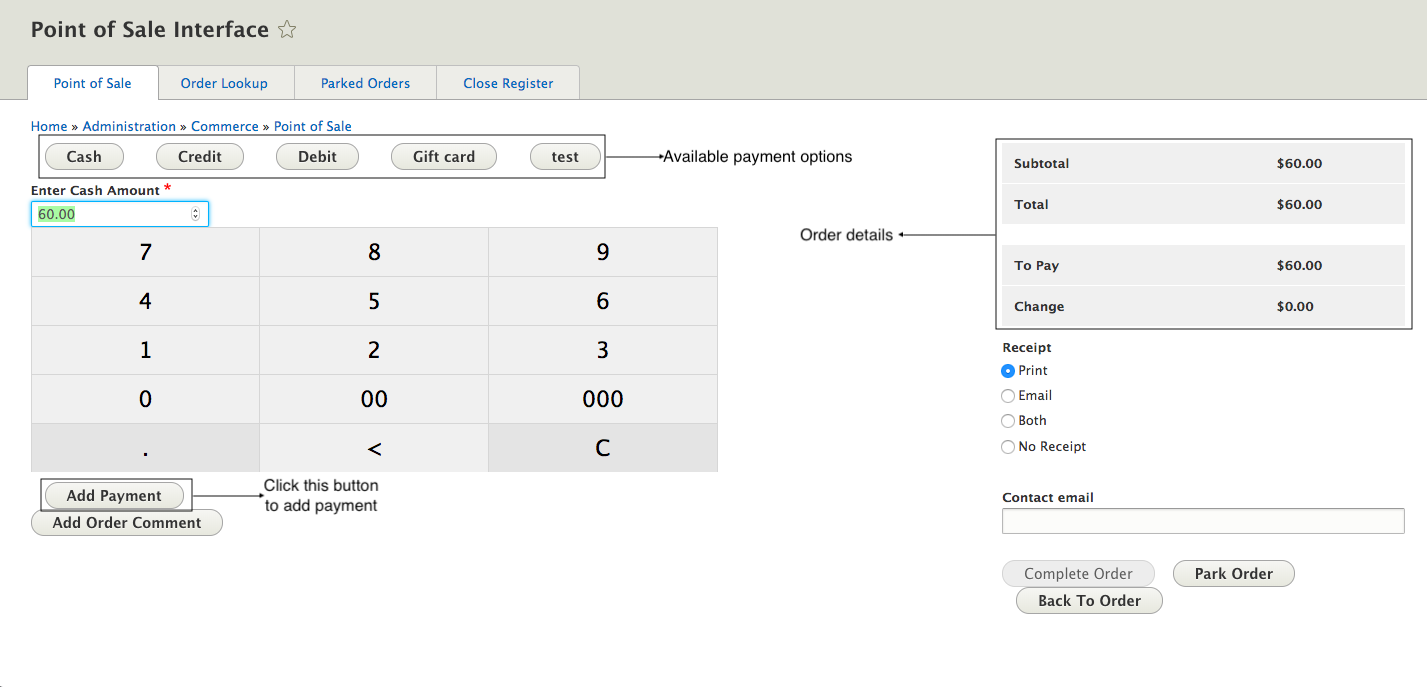 Point of Sale Interface
Point of Sale Order Lookup Parked Orders Close Register
Home » Administration » Commerce » Point of Sale
Cash Credit Debit Gift card test
Available payment options
Enter Cash Amount *
60.00
7 8 9
4 5 6
1 2 3
0 00 000
. < C
Add Payment
Click this button
to add payment
Add Order Comment
Order details
Subtotal $60.00
Total $60.00
To Pay $60.00
Change $0.00
Receipt
Print
Email
Both
No Receipt
Contact email
Complete Order Park Order
Back To Order